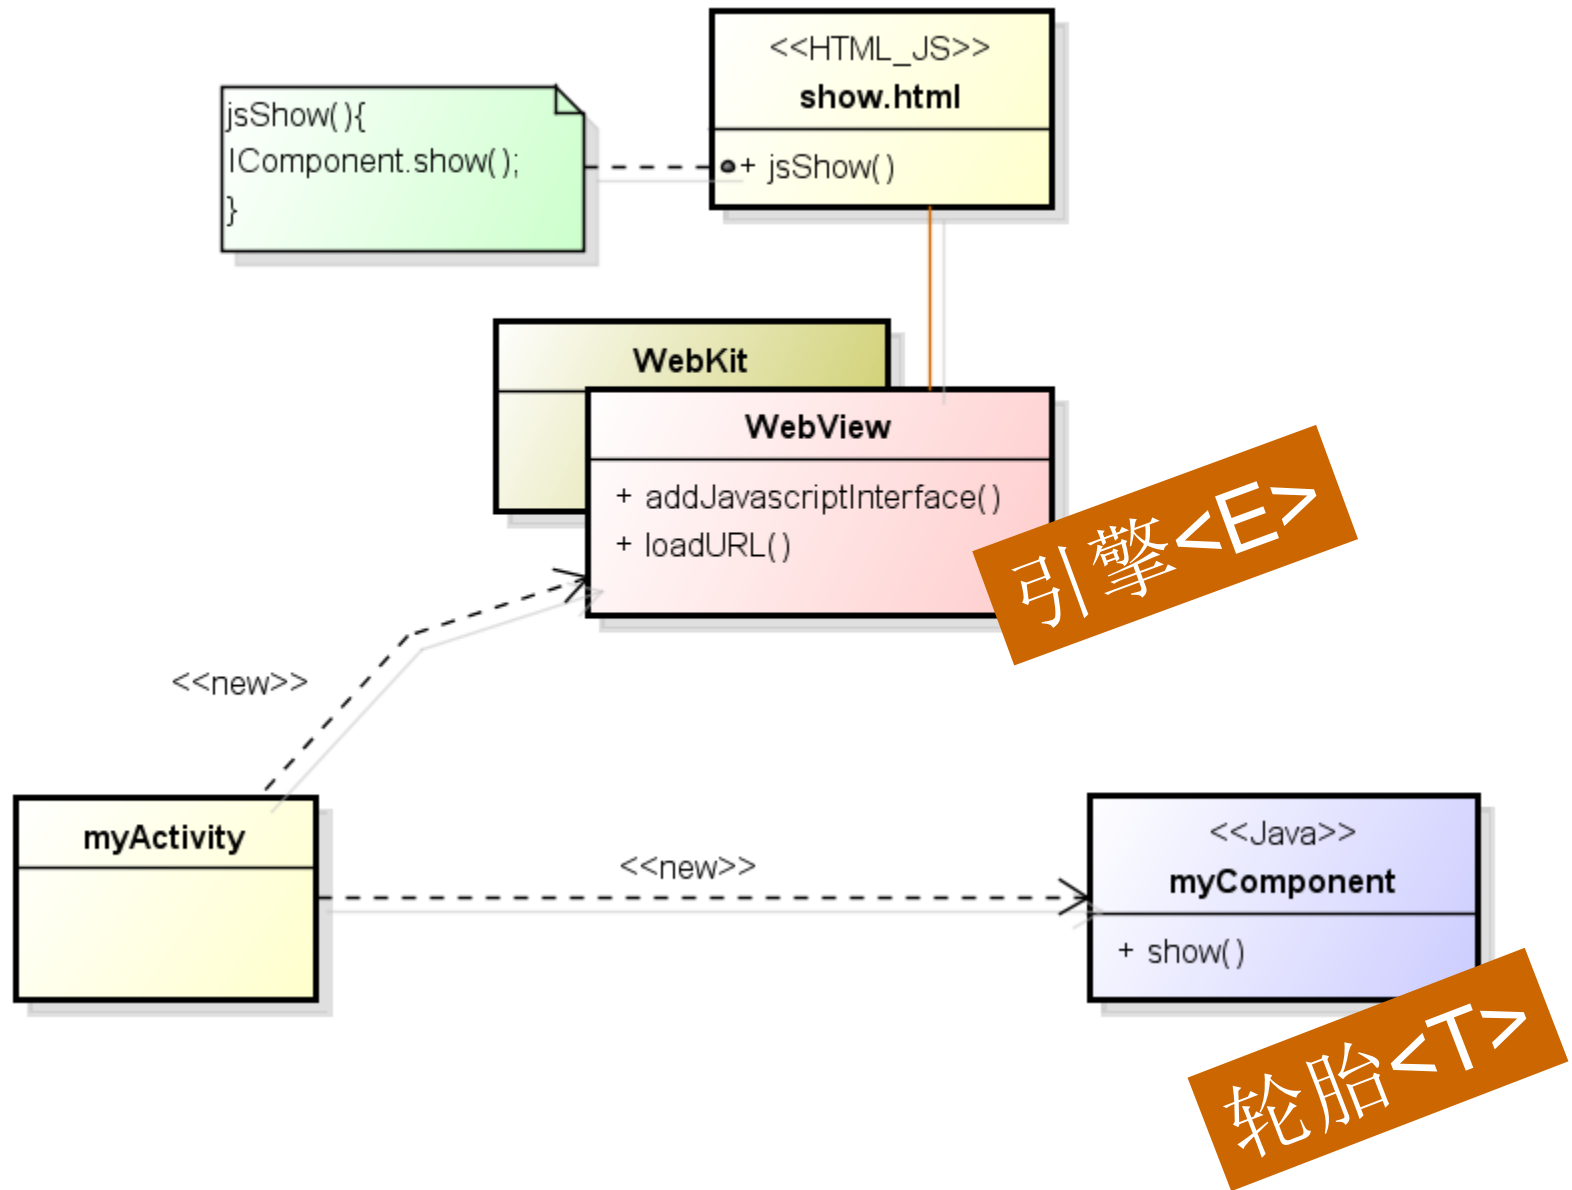 <<HTML_JS>>
show.html
+ jsShow()
jsShow(){
IComponent.show();
}
WebKit
WebView
+ addJavascriptInterface()
+ loadURL()
引擎<E>
<<new>>
myActivity
<<new>>
<<Java>>
myComponent
+ show()
轮胎<T>